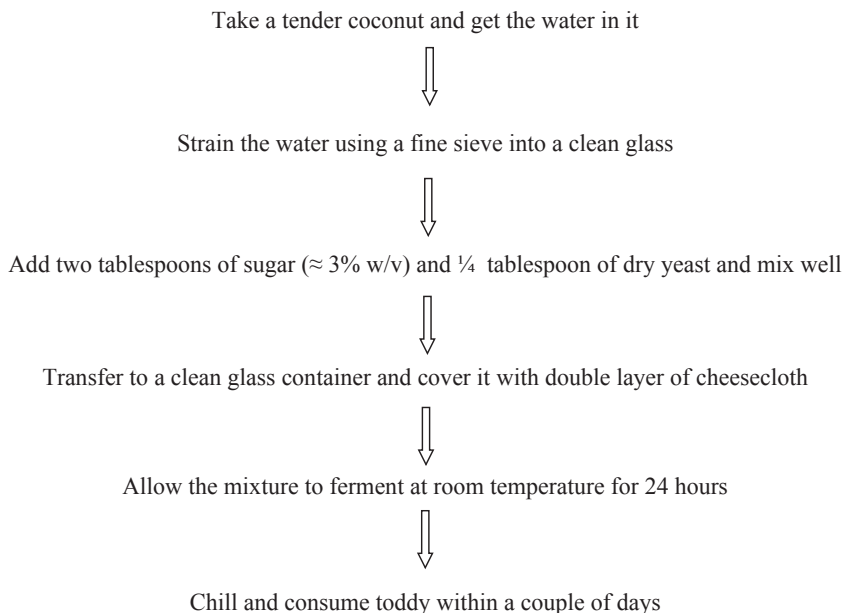 Take a tender coconut and get the water in it
Strain the water using a fine sieve into a clean glass
Add two tablespoons of sugar (≈ 3% w/v) and ¼ tablespoon of dry yeast and mix well
Transfer to a clean glass container and cover it with double layer of cheesecloth
Allow the mixture to ferment at room temperature for 24 hours
Chill and consume toddy within a couple of days